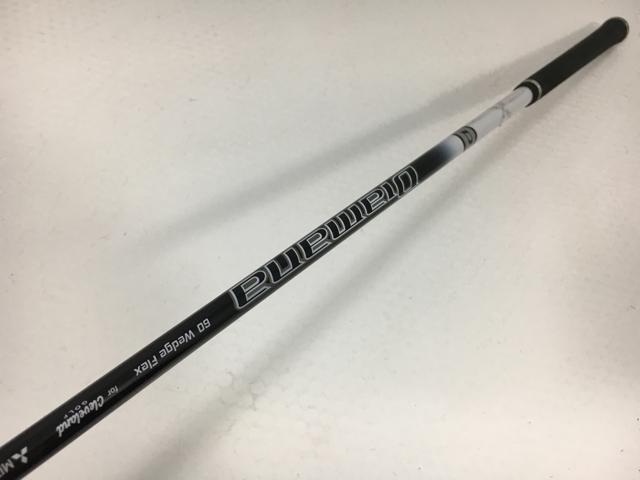 Diamana
60 Wedge Flex
for Cleveland
GOLF